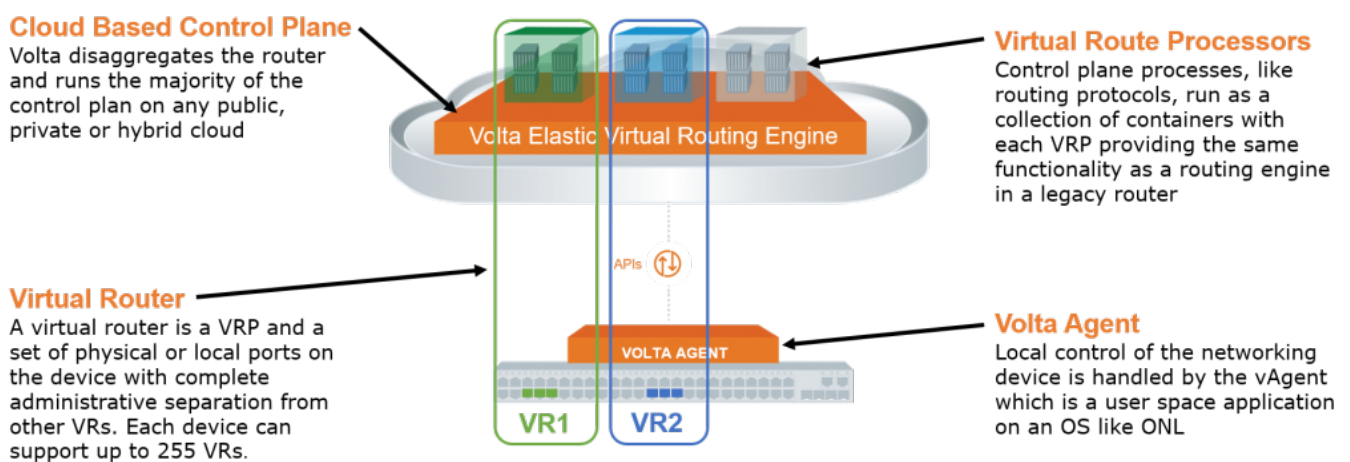 Cloud Based Control Plane
Volta disaggregates the router
and runs the majority of the
control plan on any public,
private or hybrid cloud
Volta Elastic Virtual Routing Engine
Virtual Route Processors
Control plane processes, like
routing protocols, run as a
collection of containers with
each VRP providing the same
functionality as a routing engine
in a legacy router
APIs
Virtual Router
A virtual router is a VRP and a
set of physical or local ports on
the device with complete
administrative separation from
other VRs. Each device can
support up to 255 VRs.
VOLTA AGENT
VR1
VR2
Volta Agent
Local control of the networking
device is handled by the vAgent
which is a user space application
on an OS like ONL